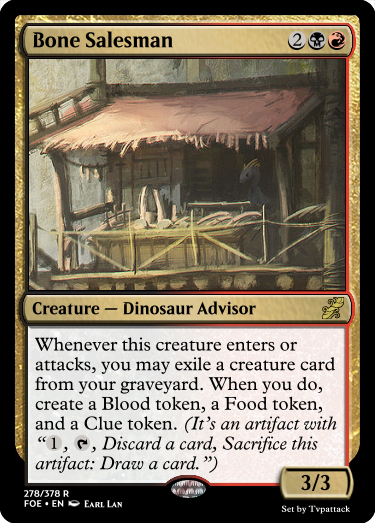 Bone Salesman 2
Creature — Dinosaur Advisor
Whenever this creature enters or
attacks, you may exile a creature card
from your graveyard. When you do,
create a Blood token, a Food token,
and a Clue token. (It's an artifact with
“1, , Discard a card, Sacrifice this
artifact: Draw a card.”)
3/3
278/378 R
FOE • EN Earl Lan
Set by Tvpattack